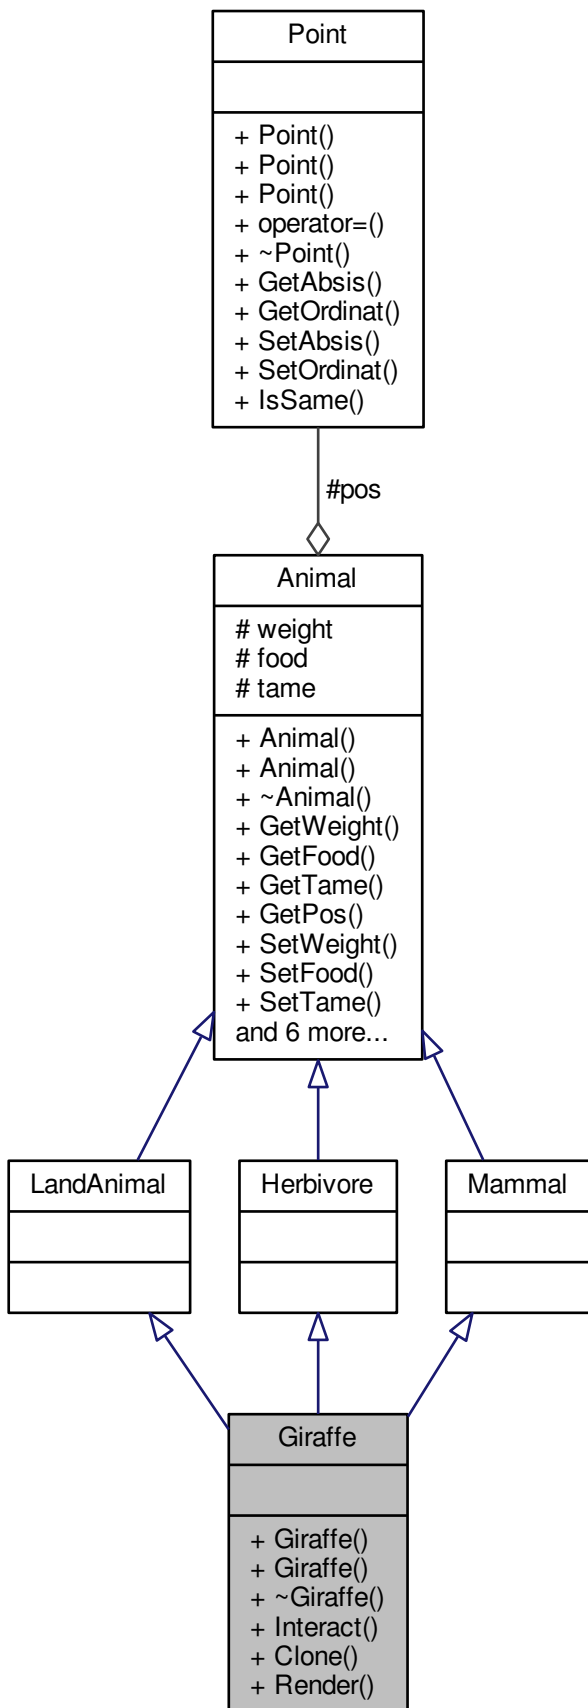 Point
+ Point()
+ Point()
+ Point()
+ operator=()
+ ~Point()
+ GetAbsis()
+ GetOrdinat()
+ SetAbsis()
+ SetOrdinat()
+ IsSame()
#pos
Animal
# weight
# food
# tame
+ Animal()
+ Animal()
+ ~Animal()
+ GetWeight()
+ GetFood()
+ GetTame()
+ GetPos()
+ SetWeight()
+ SetFood()
+ SetTame()
and 6 more...
LandAnimal
Herbivore
Mammal
Giraffe
+ Giraffe()
+ Giraffe()
+ ~Giraffe()
+ Interact()
+ Clone()
+ Render()